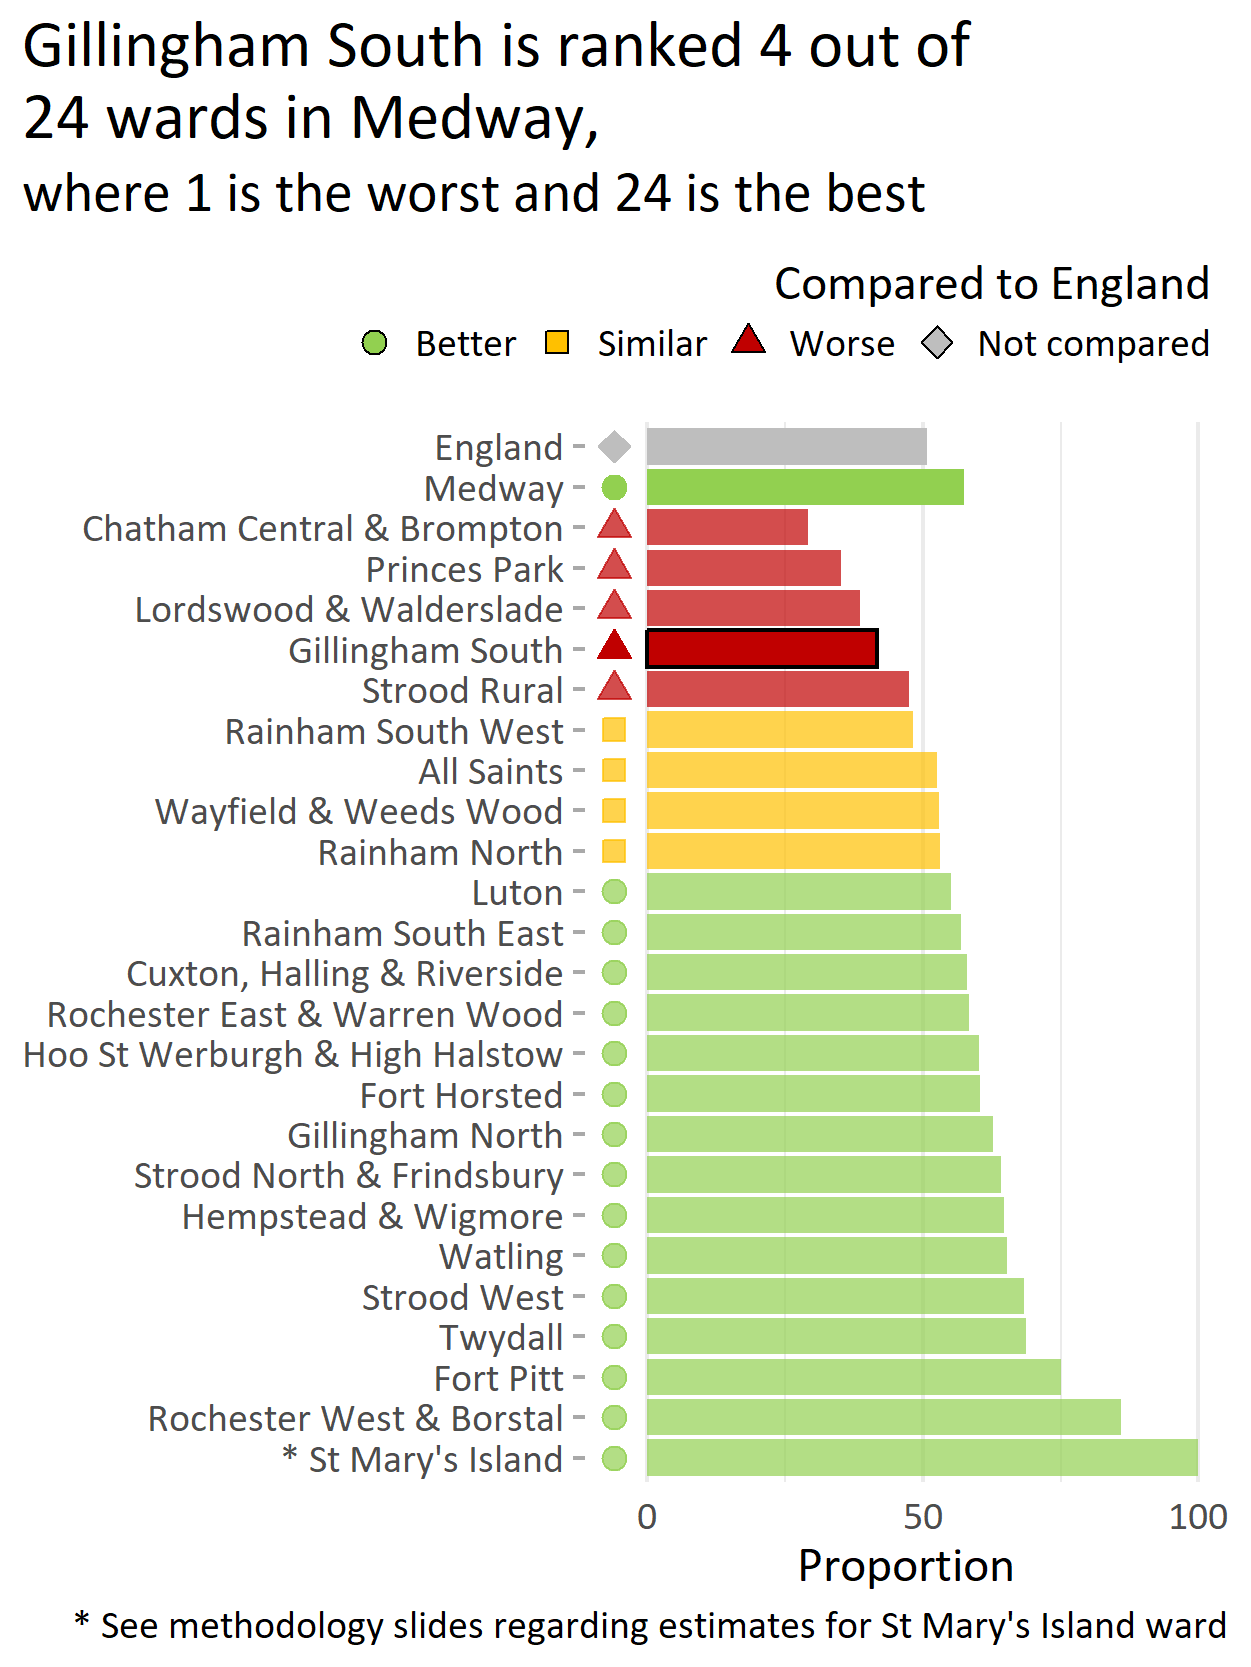 Gillingham South is ranked 4 out of
24 wards in Medway,
where 1 is the worst and 24 is the best
Compared to England
Better Similar Worse Not compared
England
Medway
Chatham Central & Brompton
Princes Park
Lordswood & Walderslade
Gillingham South
Strood Rural
Rainham South West
All Saints
Wayfield & Weeds Wood
Rainham North
Luton
Rainham South East
Cuxton, Halling & Riverside
Rochester East & Warren Wood
Hoo St Werburgh & High Halstow
Fort Horsted
Gillingham North
Strood North & Frindsbury
Hempstead & Wigmore
Watling
Strood West
Twydall
Fort Pitt
Rochester West & Borstal
* St Mary's Island
0 50 100
Proportion
* See methodology slides regarding estimates for St Mary's Island ward